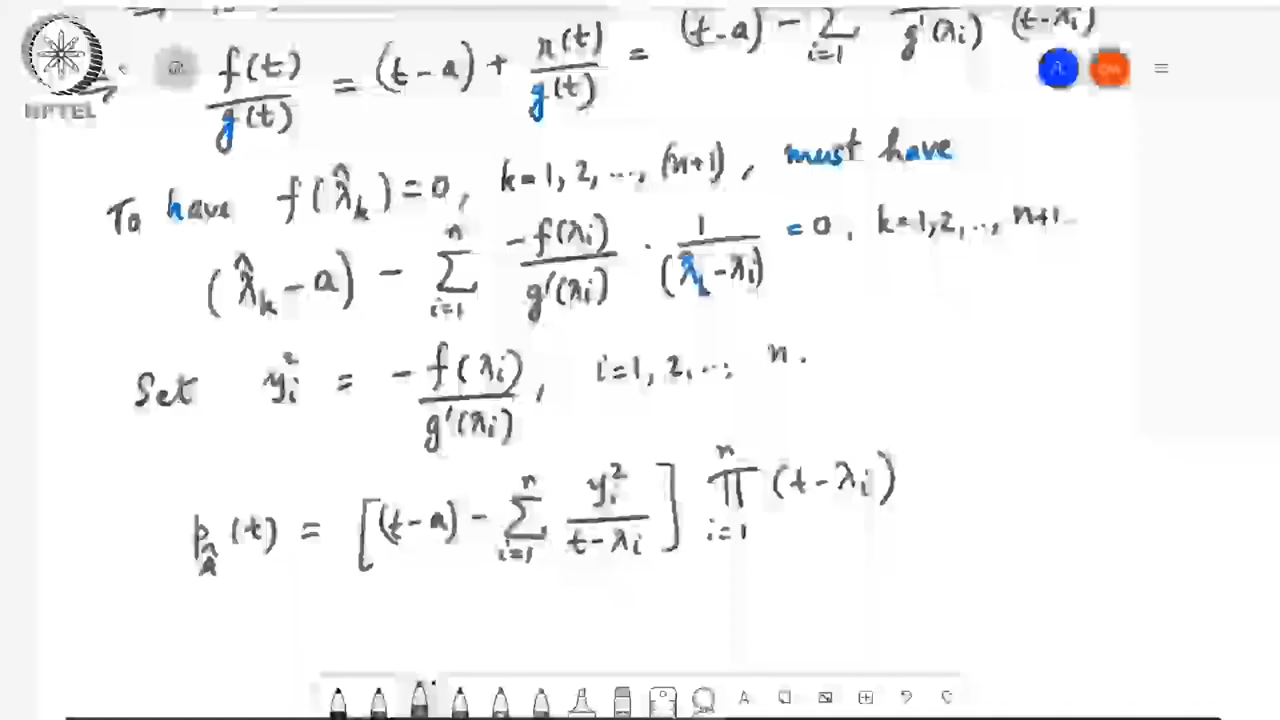 f(t)/g(t) = (t-a) + r(t)/g(t) = (t-a) - Σ_{i=1} g'(λi) (t-λi)
NPTEL
To have f(λ̂k) = 0, k=1, 2, ..., (n+1), must have
(λ̂k - a) - Σ_{i=1}^{n} -f(λi)/g'(λi) · 1/(λ̂k - λi) = 0, k=1,2,..., n+1.
Set yi² = - f(λi)/g'(λi), i=1, 2, ..., n.
p_Â(t) = [(t-a) - Σ_{i=1}^{n} yi²/(t-λi)] Π_{i=1}^{n} (t-λi)